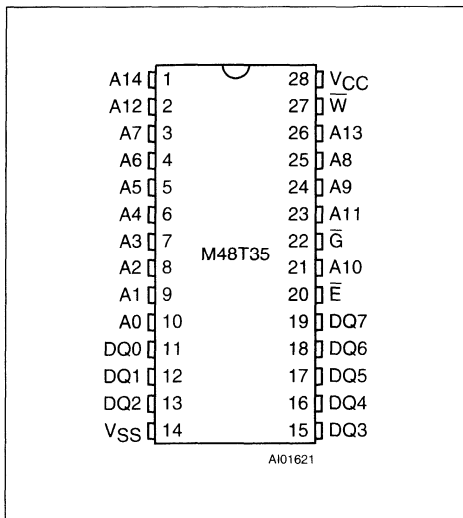 A14 1 28 VCC
A12 2 27 W̅
A7 3 26 A13
A6 4 25 A8
A5 5 24 A9
A4 6 23 A11
A3 7 22 G̅
M48T35
A2 8 21 A10
A1 9 20 E̅
A0 10 19 DQ7
DQ0 11 18 DQ6
DQ1 12 17 DQ5
DQ2 13 16 DQ4
VSS 14 15 DQ3
AI01621